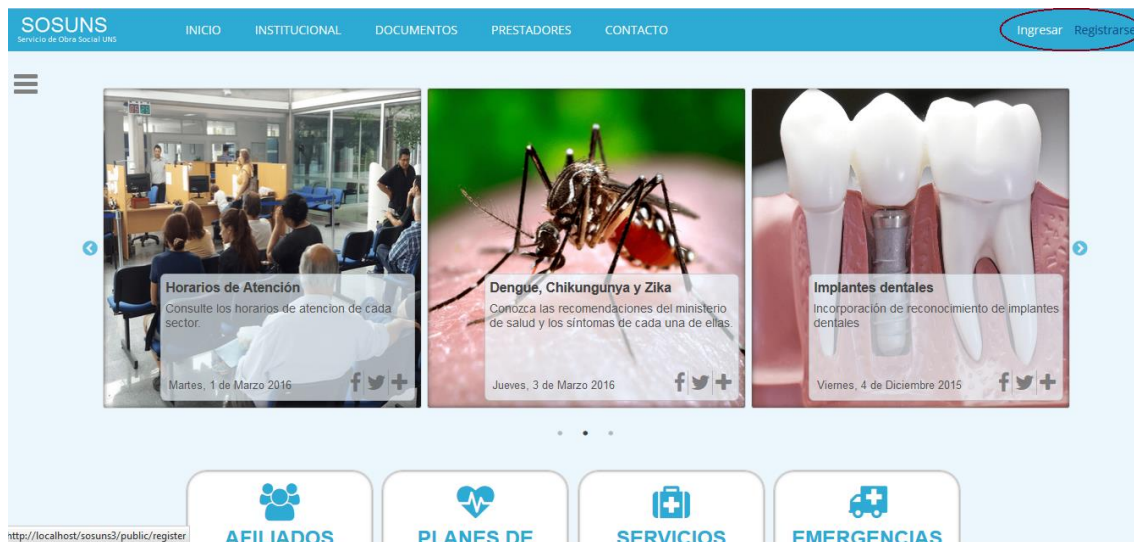 SOSUNS
Servicio de Obra Social UNS
INICIO INSTITUCIONAL DOCUMENTOS PRESTADORES CONTACTO
Ingresar Registrarse
Horarios de Atención
Consulte los horarios de atencion de cada
sector.
Martes, 1 de Marzo 2016
Dengue, Chikungunya y Zika
Conozca las recomendaciones del ministerio
de salud y los síntomas de cada una de ellas.
Jueves, 3 de Marzo 2016
Implantes dentales
Incorporación de reconocimiento de implantes
dentales
Viernes, 4 de Diciembre 2015
AFILIADOS
PLANES DE
SERVICIOS
EMERGENCIAS
http://localhost/sosuns3/public/register